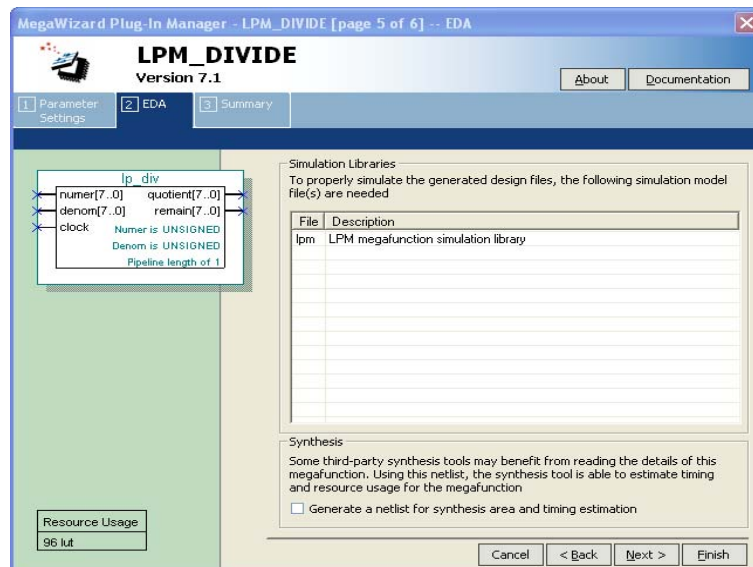 MegaWizard Plug-In Manager - LPM_DIVIDE [page 5 of 6] -- EDA
LPM_DIVIDE
Version 7.1
About
Documentation
1 Parameter Settings
2 EDA
3 Summary
lp_div
numer[7..0] quotient[7..0]
denom[7..0] remain[7..0]
clock
Numer is UNSIGNED
Denom is UNSIGNED
Pipeline length of 1
Simulation Libraries
To properly simulate the generated design files, the following simulation model
file(s) are needed
File Description
lpm LPM megafunction simulation library
Synthesis
Some third-party synthesis tools may benefit from reading the details of this
megafunction. Using this netlist, the synthesis tool is able to estimate timing
and resource usage for the megafunction
Generate a netlist for synthesis area and timing estimation
Resource Usage
96 lut
Cancel
< Back
Next >
Finish